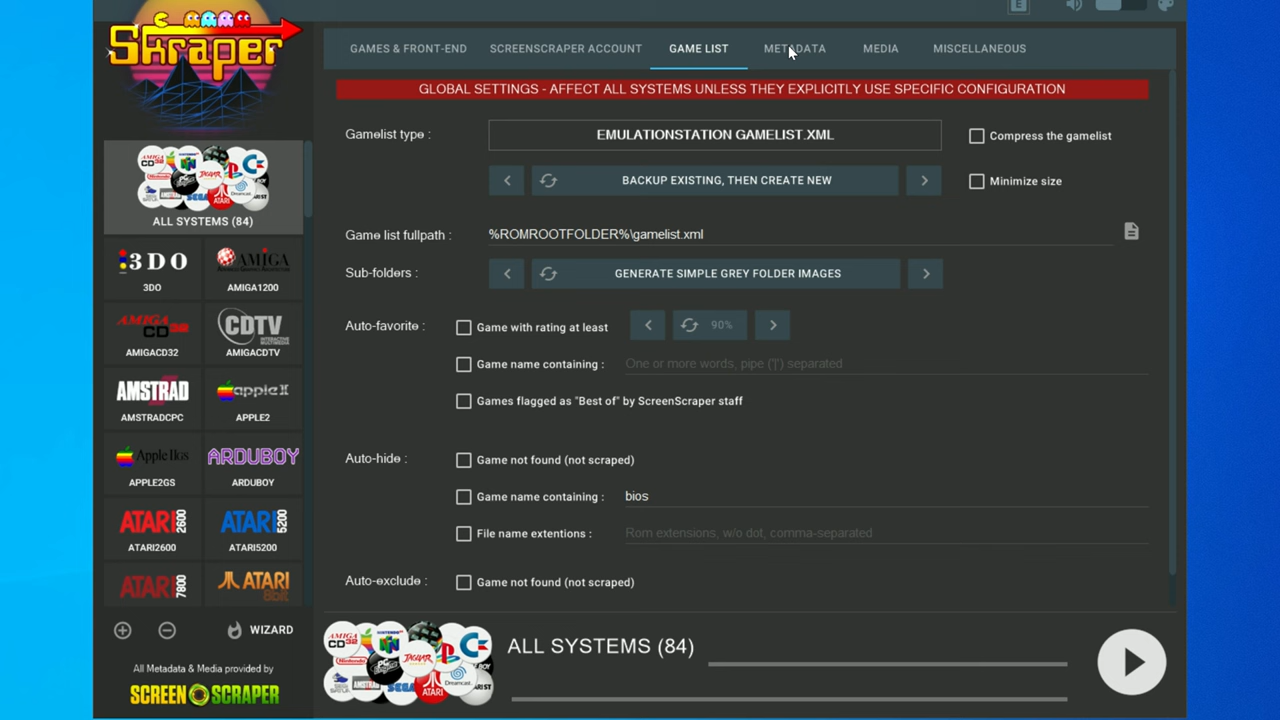 Skraper
GAMES & FRONT-END
SCREENSCRAPER ACCOUNT
GAME LIST
METADATA
MEDIA
MISCELLANEOUS
GLOBAL SETTINGS - AFFECT ALL SYSTEMS UNLESS THEY EXPLICITLY USE SPECIFIC CONFIGURATION
Gamelist type :
EMULATIONSTATION GAMELIST.XML
Compress the gamelist
BACKUP EXISTING, THEN CREATE NEW
Minimize size
Game list fullpath :
%ROMROOTFOLDER%\gamelist.xml
Sub-folders :
GENERATE SIMPLE GREY FOLDER IMAGES
Auto-favorite :
Game with rating at least
90%
Game name containing :
One or more words, pipe ('|') separated
Games flagged as "Best of" by ScreenScraper staff
Auto-hide :
Game not found (not scraped)
Game name containing :
bios
File name extentions :
Rom extensions, w/o dot, comma-separated
Auto-exclude :
Game not found (not scraped)
ALL SYSTEMS (84)
3DO
3DO
AMIGA
AMIGA1200
AMIGA CD 32
AMIGACD32
CDTV
AMIGACDTV
AMSTRAD
AMSTRADCPC
apple II
APPLE2
Apple IIGS
APPLE2GS
ARDUBOY
ARDUBOY
ATARI 2600
ATARI2600
ATARI 5200
ATARI5200
ATARI 7800
ATARI 8bit
WIZARD
All Metadata & Media provided by
SCREEN SCRAPER
ALL SYSTEMS (84)